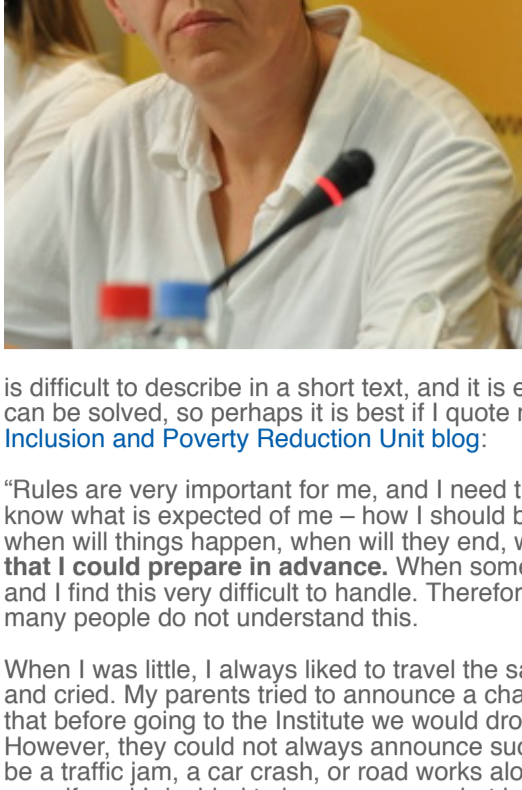 is difficult to describe in a short text, and it is e
can be solved, so perhaps it is best if I quote
Inclusion and Poverty Reduction Unit blog:
“Rules are very important for me, and I need t
know what is expected of me – how I should b
when will things happen, when will they end, w
that I could prepare in advance. When some
and I find this very difficult to handle. Therefor
many people do not understand this.
When I was little, I always liked to travel the sa
and cried. My parents tried to announce a cha
that before going to the Institute we would dro
However, they could not always announce suc
be a traffic jam, a car crash, or road works alo